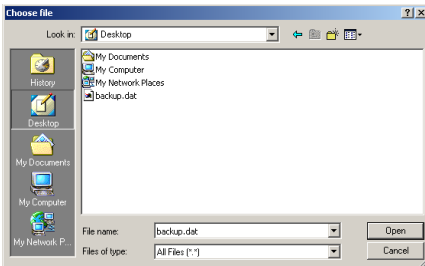 Choose file
Look in:
Desktop
History
Desktop
My Documents
My Computer
My Network P...
My Documents
My Computer
My Network Places
backup.dat
File name:
backup.dat
Open
Files of type:
All Files (*.*)
Cancel